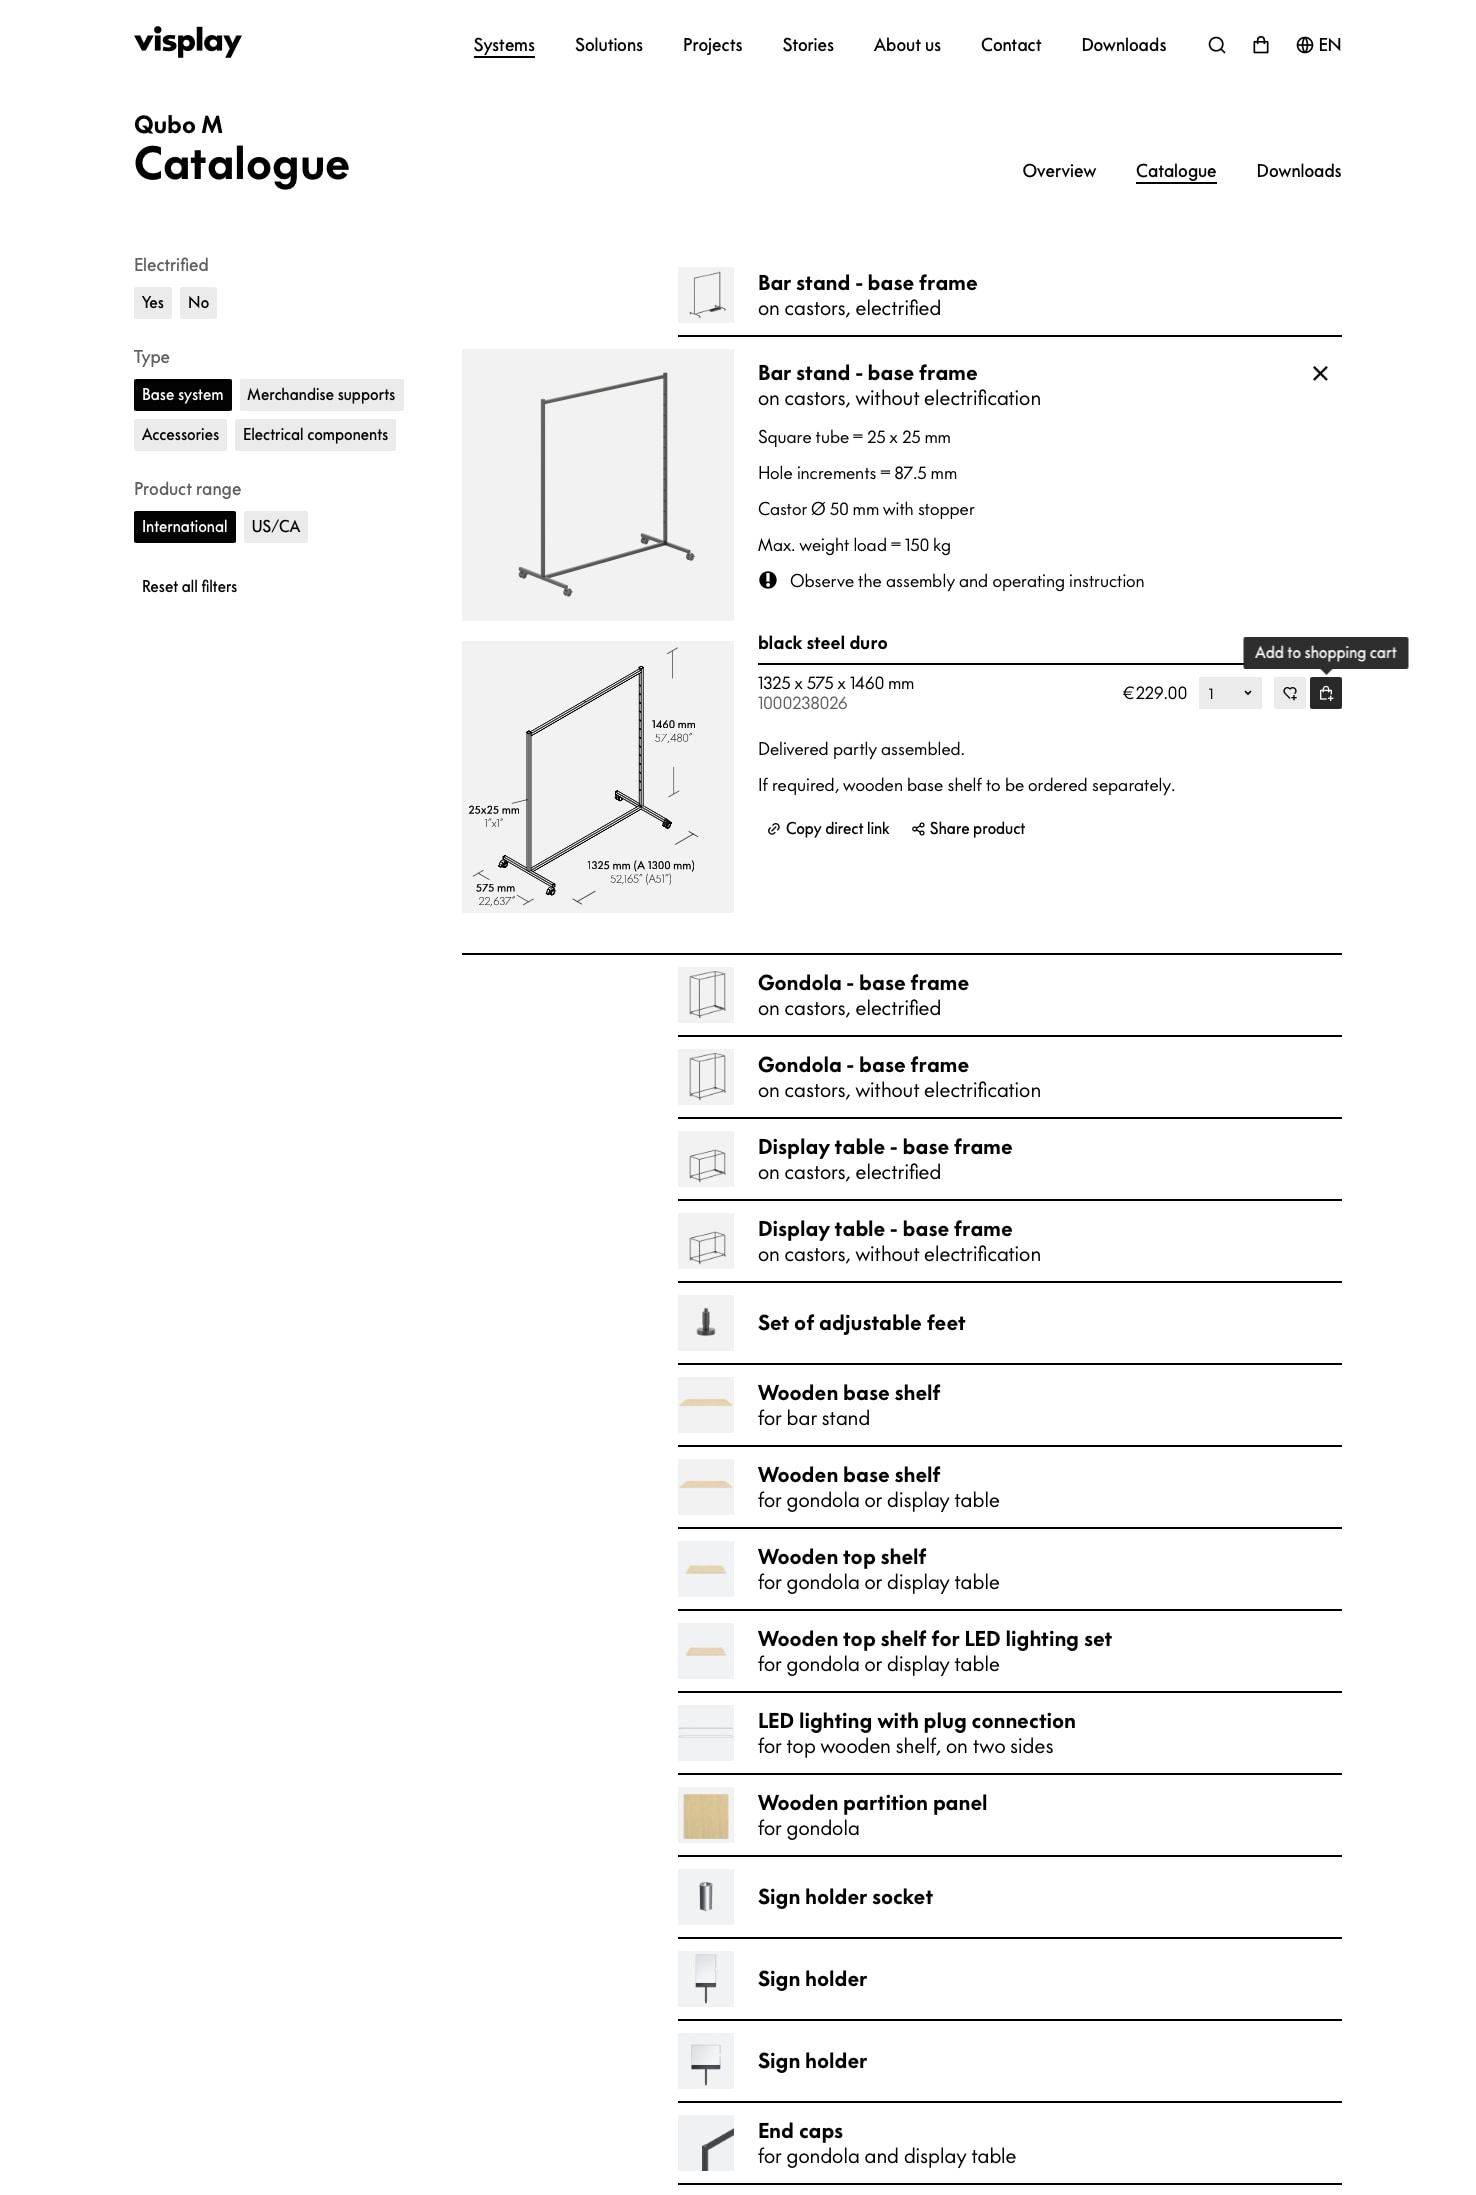 visplay
Systems Solutions Projects Stories About us Contact Downloads EN
Qubo M
Catalogue
Overview Catalogue Downloads
Electrified
Yes No
Type
Base system Merchandise supports
Accessories Electrical components
Product range
International US/CA
Reset all filters
Bar stand - base frame
on castors, electrified
Bar stand - base frame
on castors, without electrification
Square tube = 25 x 25 mm
Hole increments = 87.5 mm
Castor Ø 50 mm with stopper
Max. weight load = 150 kg
Observe the assembly and operating instruction
1460 mm
57,480"
25x25 mm
1"x1"
1325 mm (A 1300 mm)
52,165" (A51")
575 mm
22,637"
black steel duro
Add to shopping cart
1325 x 575 x 1460 mm
1000238026
€229.00 1
Delivered partly assembled.
If required, wooden base shelf to be ordered separately.
Copy direct link Share product
Gondola - base frame
on castors, electrified
Gondola - base frame
on castors, without electrification
Display table - base frame
on castors, electrified
Display table - base frame
on castors, without electrification
Set of adjustable feet
Wooden base shelf
for bar stand
Wooden base shelf
for gondola or display table
Wooden top shelf
for gondola or display table
Wooden top shelf for LED lighting set
for gondola or display table
LED lighting with plug connection
for top wooden shelf, on two sides
Wooden partition panel
for gondola
Sign holder socket
Sign holder
Sign holder
End caps
for gondola and display table